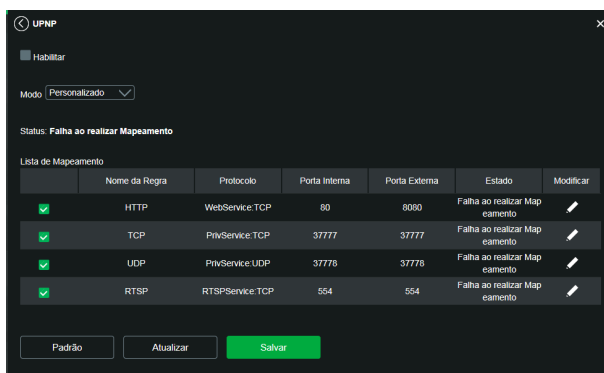 UPNP
Habilitar
Modo Personalizado
Status: Falha ao realizar Mapeamento
Lista de Mapeamento
Nome da Regra Protocolo Porta Interna Porta Externa Estado Modificar
HTTP WebService:TCP 80 8080 Falha ao realizar Map
eamento
TCP PrivService:TCP 37777 37777 Falha ao realizar Map
eamento
UDP PrivService:UDP 37778 37778 Falha ao realizar Map
eamento
RTSP RTSPService:TCP 554 554 Falha ao realizar Map
eamento
Padrão Atualizar Salvar